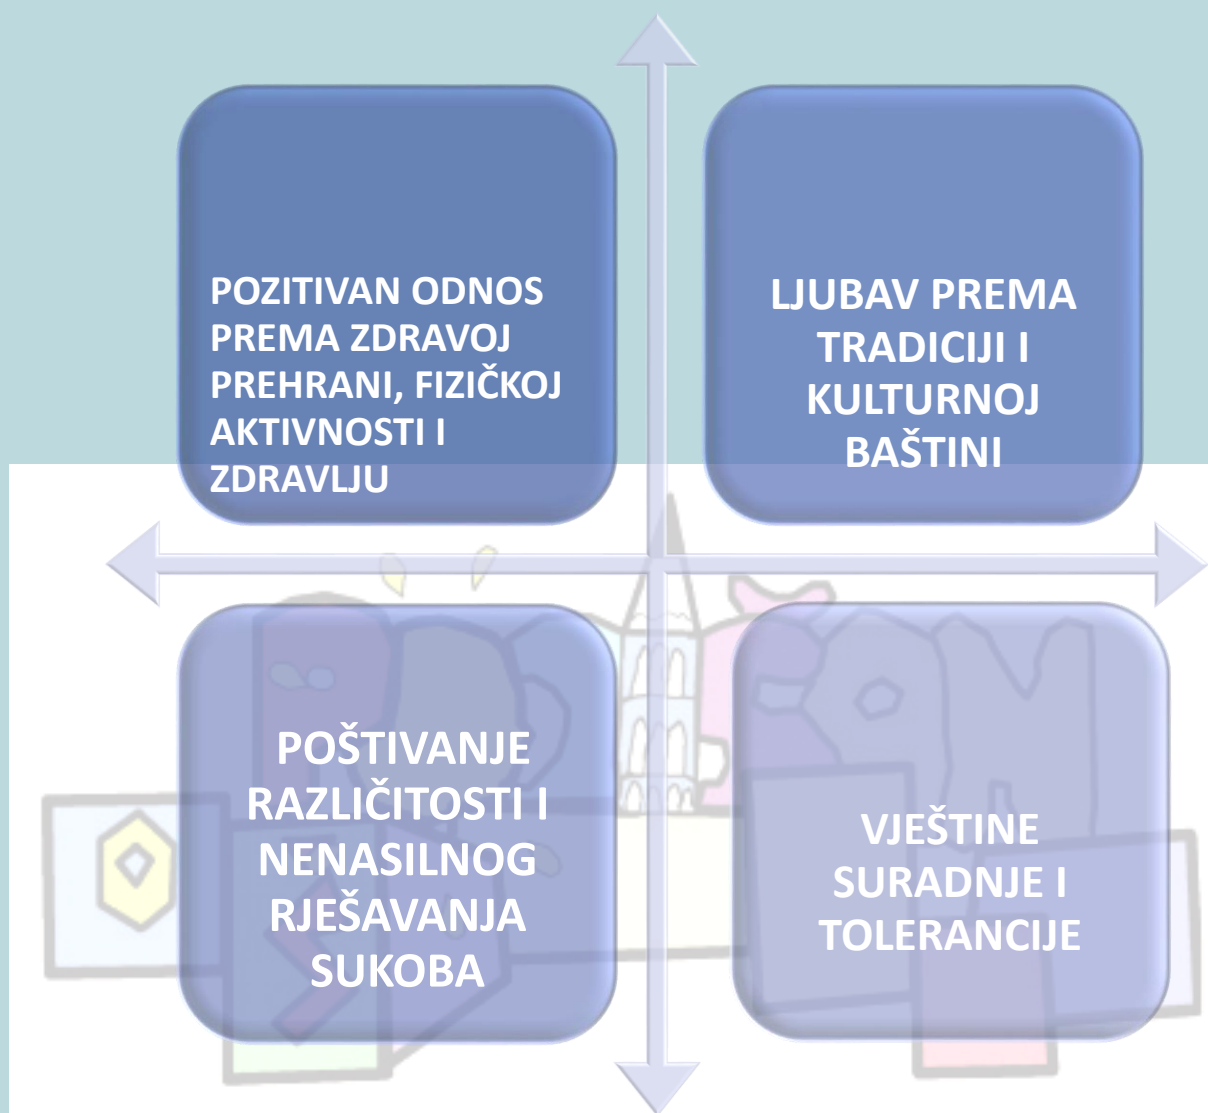 POZITIVAN ODNOS
PREMA ZDRAVOJ
PREHRANI, FIZIČKOJ
AKTIVNOSTI I
ZDRAVLJU
LJUBAV PREMA
TRADICIJI I
KULTURNOJ
BAŠTINI
POŠTIVANJE
RAZLIČITOSTI I
NENASILNOG
RJEŠAVANJA
SUKOBA
VJEŠTINE
SURADNJE I
TOLERANCIJE